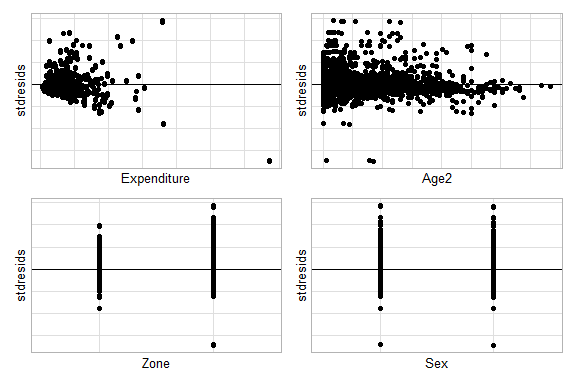 stdresids
Expenditure
stdresids
Age2
stdresids
Zone
stdresids
Sex